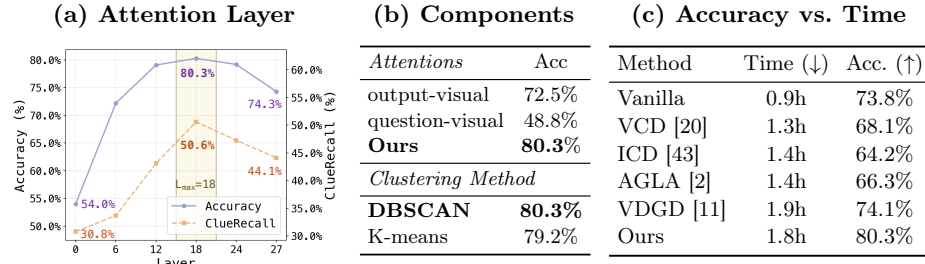 (a) Attention Layer
80.0%
75.0%
70.0%
65.0%
60.0%
55.0%
50.0%
Accuracy (%)
60.0%
55.0%
50.0%
45.0%
40.0%
35.0%
30.0%
ClueRecall (%)
80.3%
74.3%
50.6%
44.1%
54.0%
30.8%
Lmax=18
Accuracy
ClueRecall
0 6 12 18 24 27
Layer
(b) Components
Attentions Acc
output-visual 72.5%
question-visual 48.8%
Ours 80.3%
Clustering Method
DBSCAN 80.3%
K-means 79.2%
(c) Accuracy vs. Time
Method Time (↓) Acc. (↑)
Vanilla 0.9h 73.8%
VCD [20] 1.3h 68.1%
ICD [43] 1.4h 64.2%
AGLA [2] 1.4h 66.3%
VDGD [11] 1.9h 74.1%
Ours 1.8h 80.3%